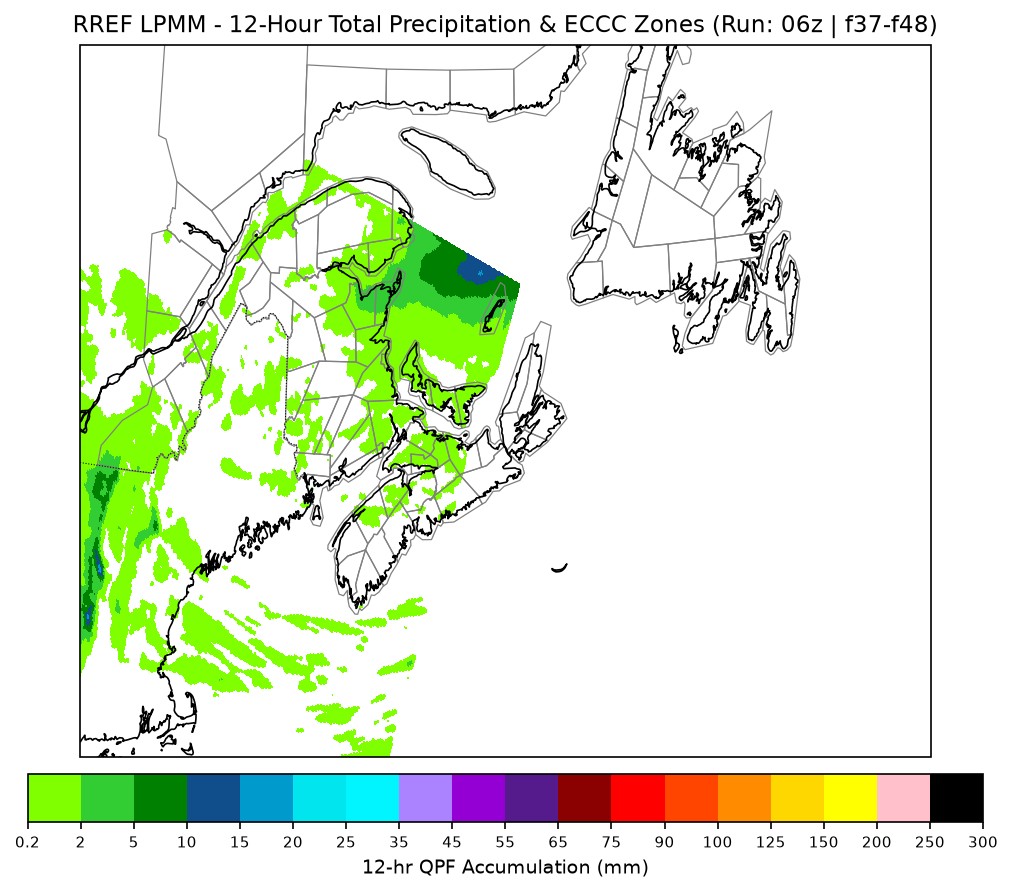 RREF LPMM - 12-Hour Total Precipitation & ECCC Zones (Run: 06z | f37-f48)
0.2 2 5 10 15 20 25 35 45 55 65 75 90 100 125 150 200 250 300
12-hr QPF Accumulation (mm)